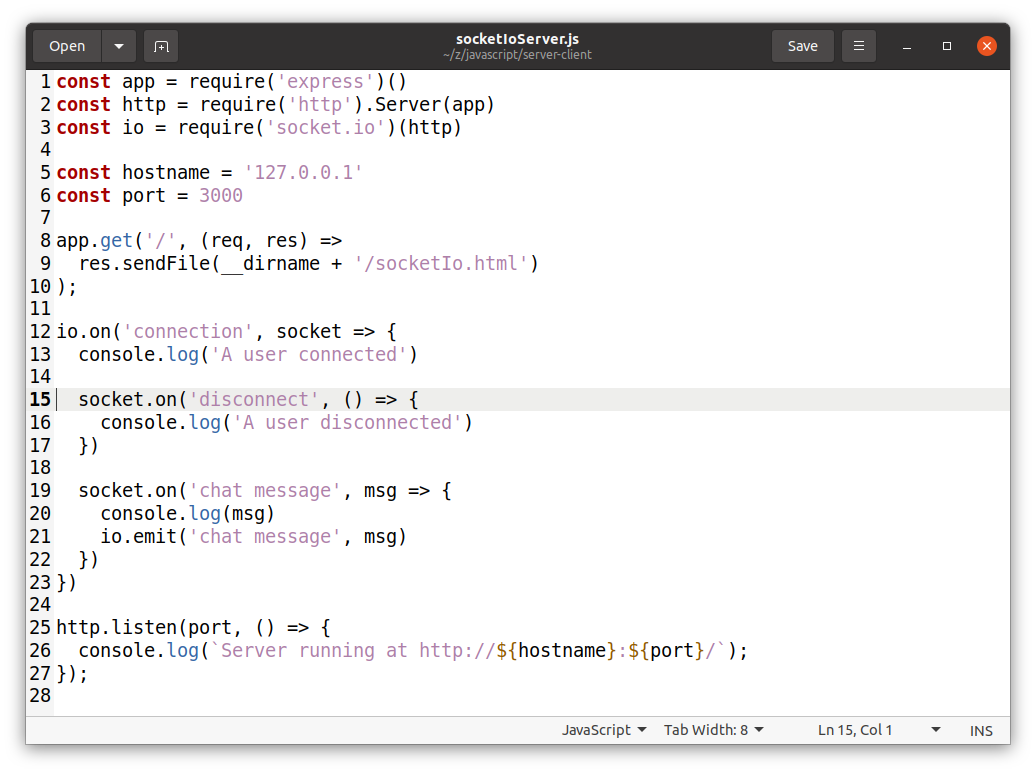 Open
socketIoServer.js
~/z/javascript/server-client
Save
1 const app = require('express')()
2 const http = require('http').Server(app)
3 const io = require('socket.io')(http)
4
5 const hostname = '127.0.0.1'
6 const port = 3000
7
8 app.get('/', (req, res) =>
9   res.sendFile(__dirname + '/socketIo.html')
10 );
11
12 io.on('connection', socket => {
13   console.log('A user connected')
14
15   socket.on('disconnect', () => {
16     console.log('A user disconnected')
17   })
18
19   socket.on('chat message', msg => {
20     console.log(msg)
21     io.emit('chat message', msg)
22   })
23 })
24
25 http.listen(port, () => {
26   console.log(`Server running at http://${hostname}:${port}/`);
27 });
28
JavaScript Tab Width: 8 Ln 15, Col 1 INS